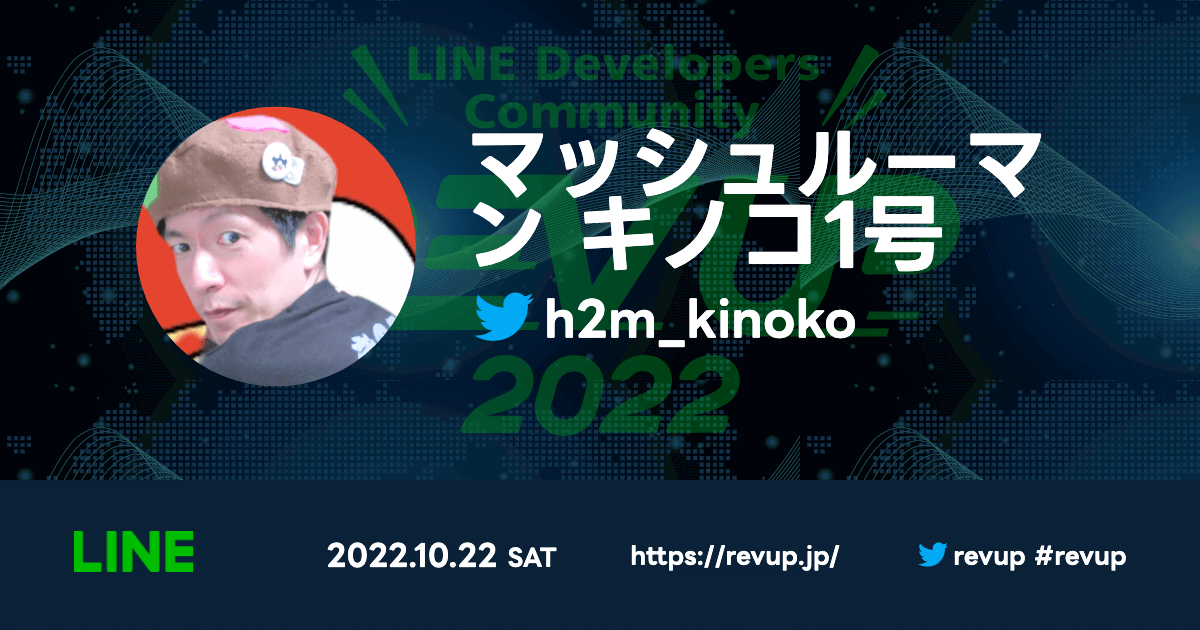 LINE Developers
Community
マッシュルーマ
ン キノコ1号
REVUP
h2m_kinoko
2022
LINE
2022.10.22 SAT
https://revup.jp/
revup #revup